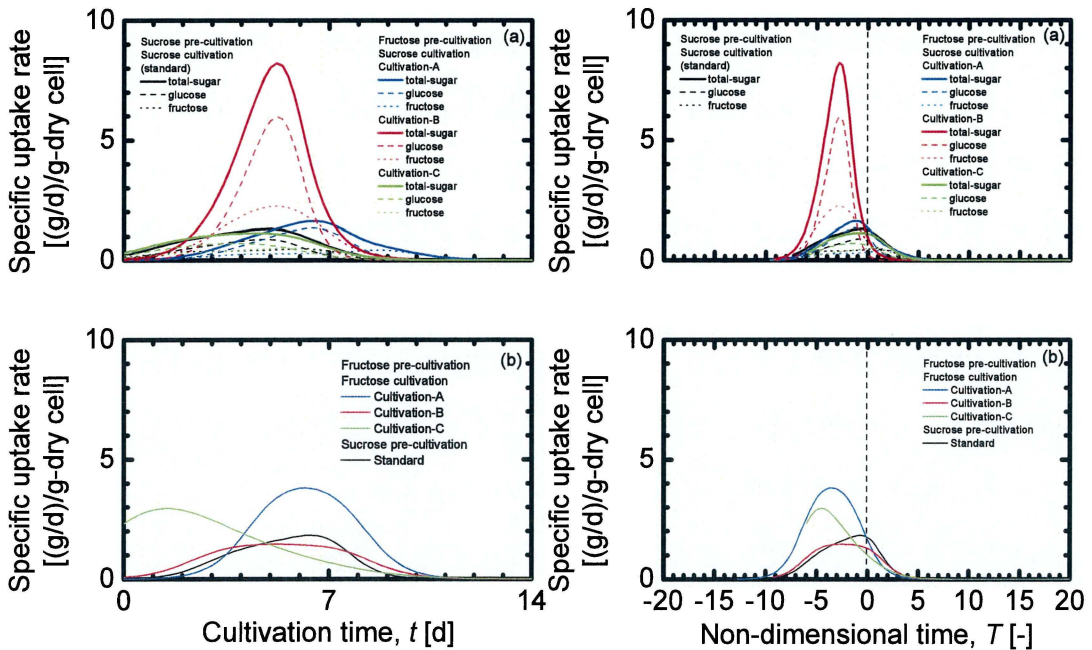 Specific uptake rate
[(g/d)/g-dry cell]
10
5
0
(a)
Sucrose pre-cultivation
Sucrose cultivation
(standard)
total-sugar
glucose
fructose
Fructose pre-cultivation
Sucrose cultivation
Cultivation-A
total-sugar
glucose
fructose
Cultivation-B
total-sugar
glucose
fructose
Cultivation-C
total-sugar
glucose
fructose
Specific uptake rate
[(g/d)/g-dry cell]
10
5
0
(a)
Sucrose pre-cultivation
Sucrose cultivation
(standard)
total-sugar
glucose
fructose
Fructose pre-cultivation
Sucrose cultivation
Cultivation-A
total-sugar
glucose
fructose
Cultivation-B
total-sugar
glucose
fructose
Cultivation-C
total-sugar
glucose
fructose
Specific uptake rate
[(g/d)/g-dry cell]
10
5
0
(b)
Fructose pre-cultivation
Fructose cultivation
Cultivation-A
Cultivation-B
Cultivation-C
Sucrose pre-cultivation
Standard
0 7 14
Cultivation time, t [d]
Specific uptake rate
[(g/d)/g-dry cell]
10
5
0
(b)
Fructose pre-cultivation
Fructose cultivation
Cultivation-A
Cultivation-B
Cultivation-C
Sucrose pre-cultivation
Standard
-20 -15 -10 -5 0 5 10 15 20
Non-dimensional time, T [-]